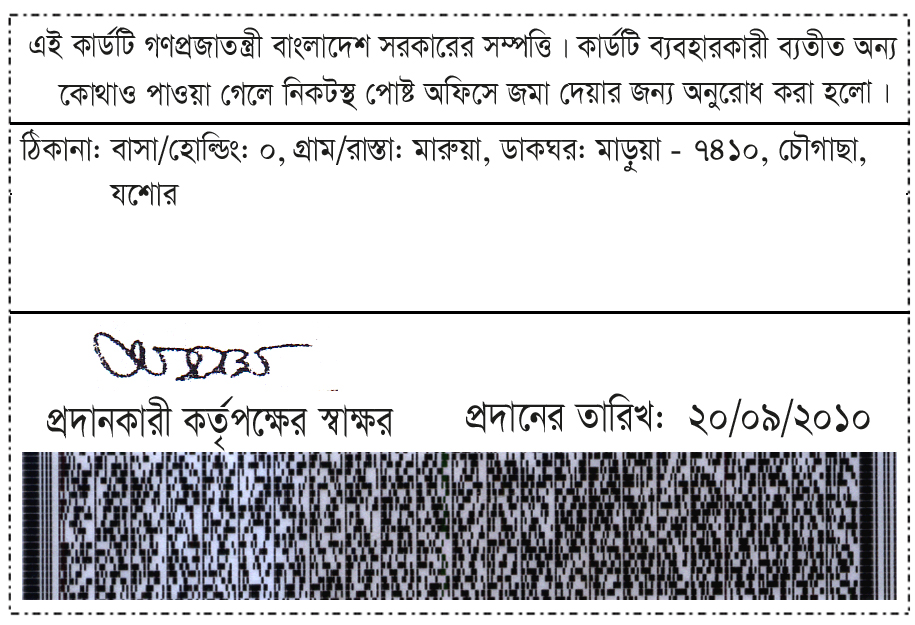 এই কার্ডটি গণপ্রজাতন্ত্রী বাংলাদেশ সরকারের সম্পত্তি। কার্ডটি ব্যবহারকারী ব্যতীত অন্য
কোথাও পাওয়া গেলে নিকটস্থ পোষ্ট অফিসে জমা দেয়ার জন্য অনুরোধ করা হলো।
ঠিকানা: বাসা/হোল্ডিং: ০, গ্রাম/রাস্তা: মারুয়া, ডাকঘর: মাড়ুয়া - ৭৪১০, চৌগাছা,
যশোর
প্রদানকারী কর্তৃপক্ষের স্বাক্ষর প্রদানের তারিখ: ২০/০৯/২০১০